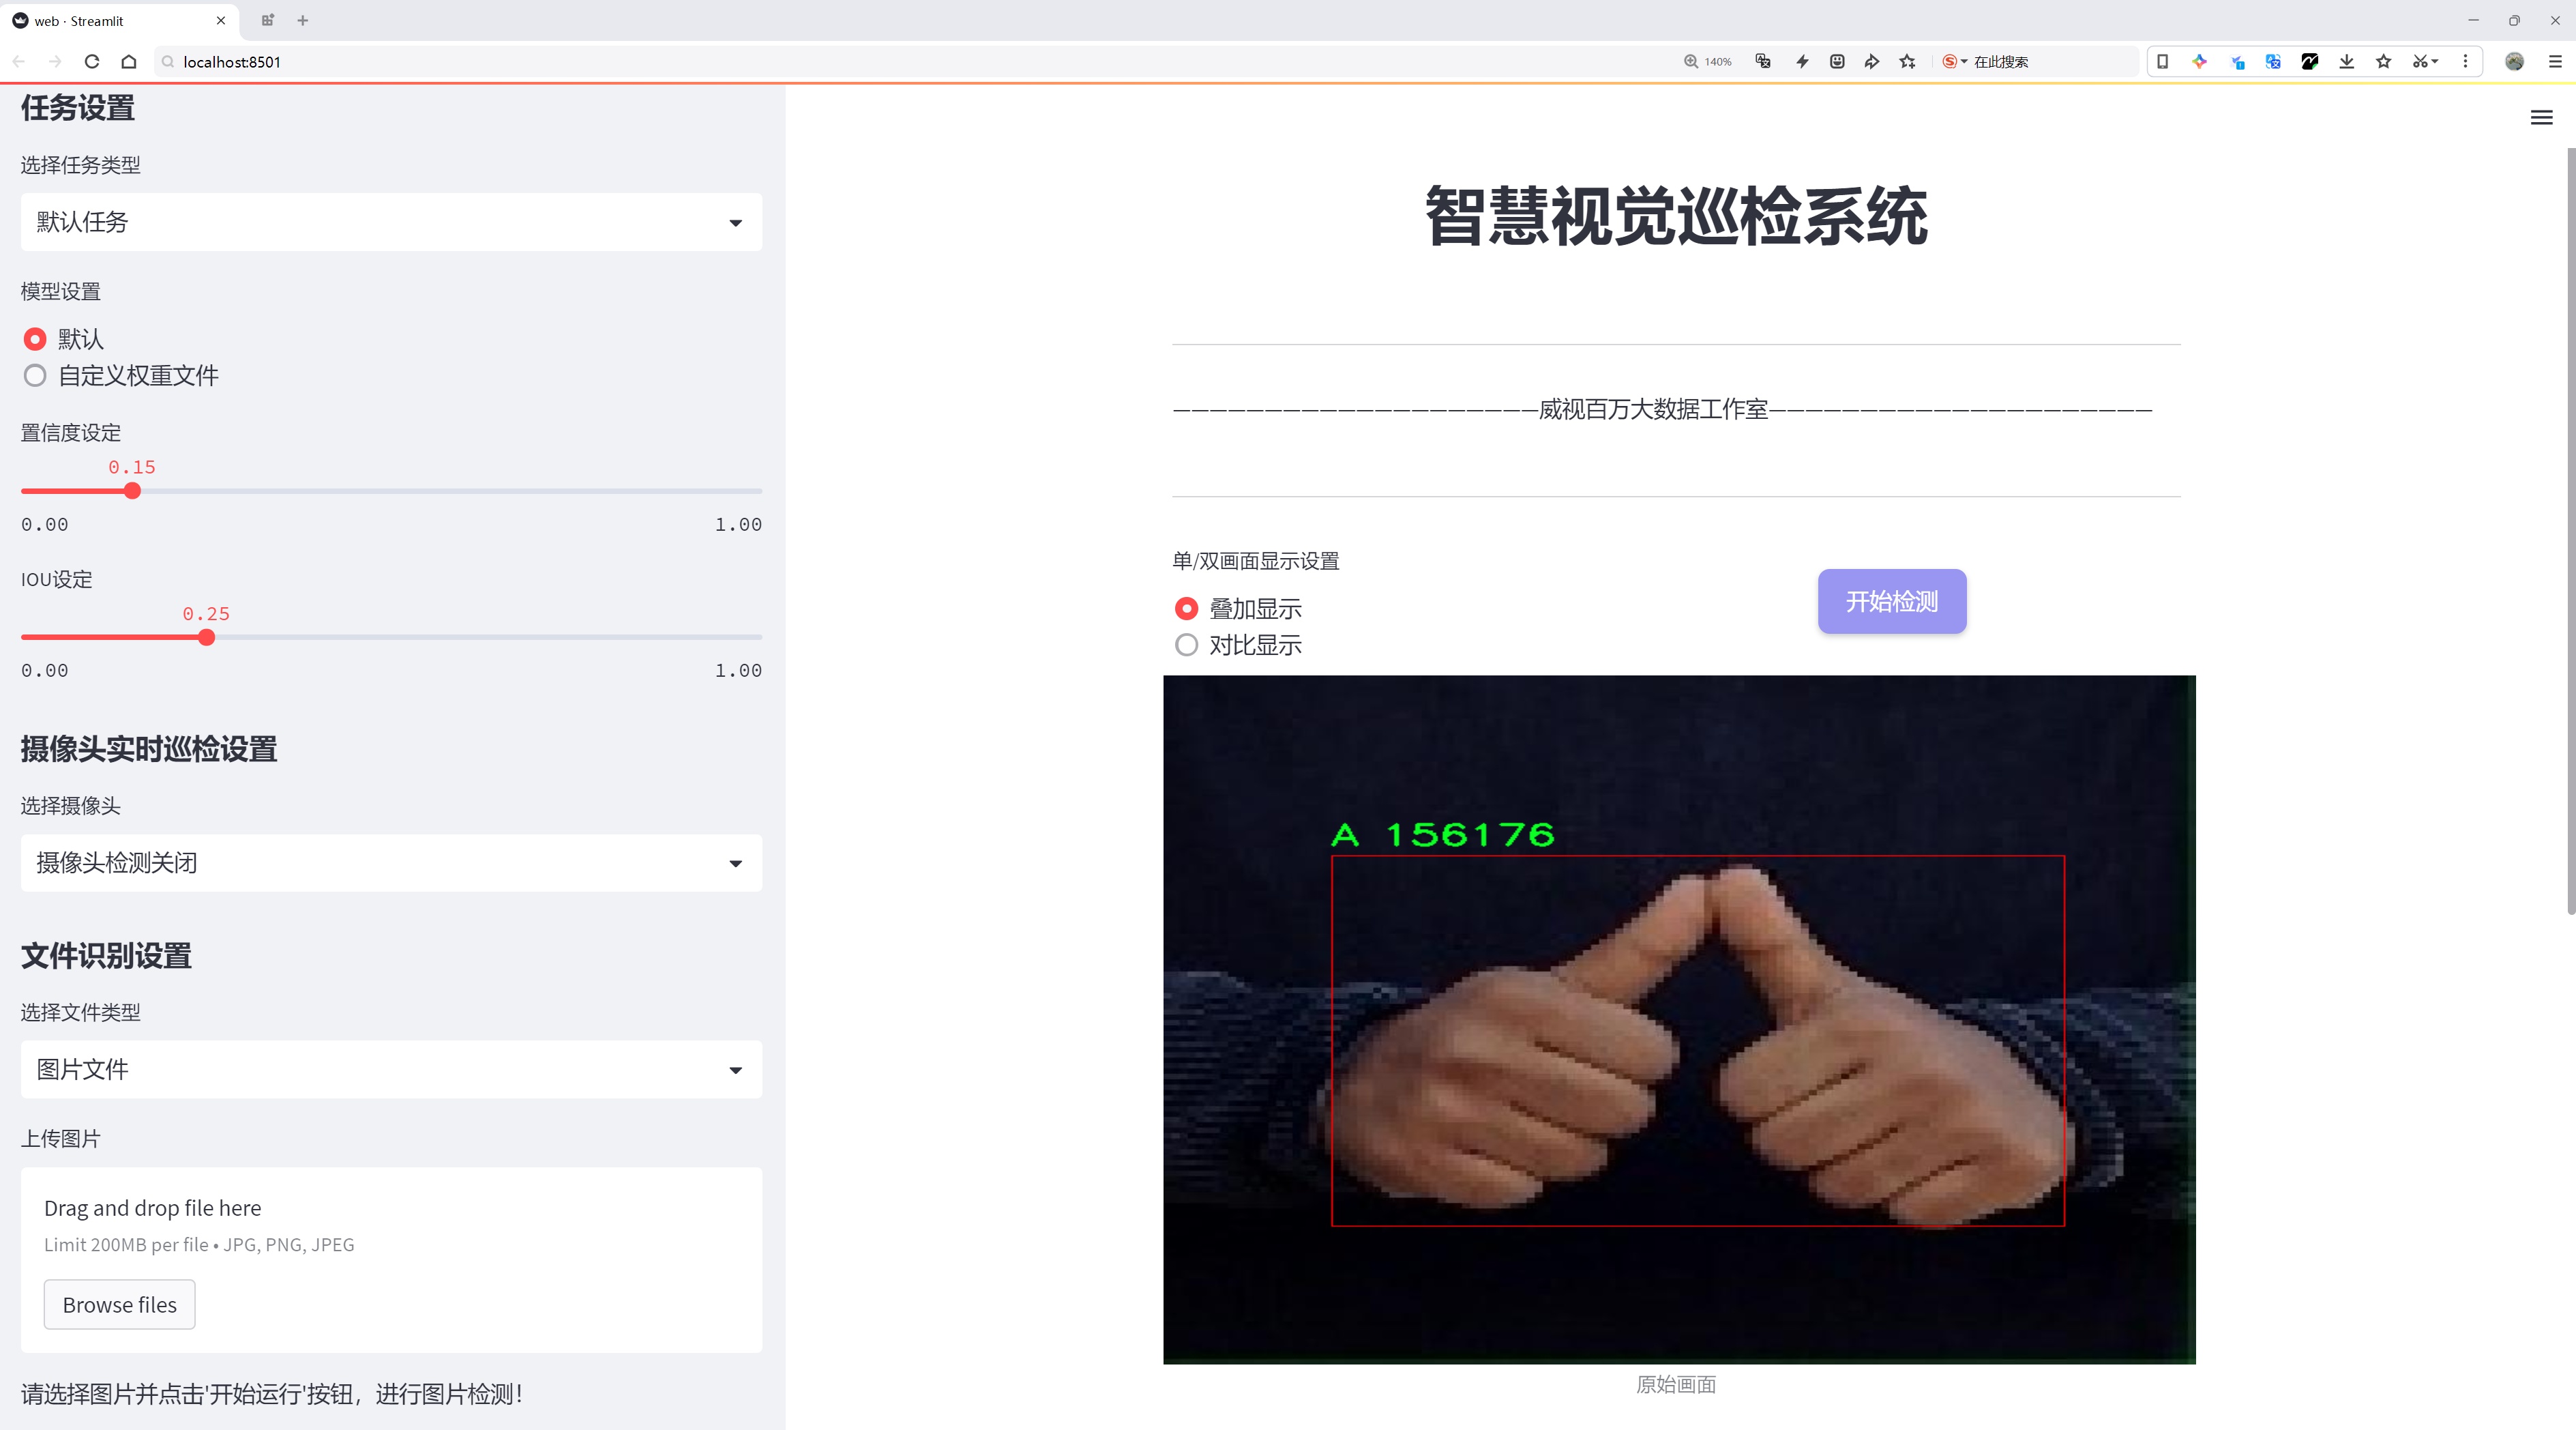 web · Streamlit
localhost:8501
140%
在此搜索
任务设置
选择任务类型
默认任务
模型设置
默认
自定义权重文件
置信度设定
0.15
0.00
1.00
IOU设定
0.25
0.00
1.00
摄像头实时巡检设置
选择摄像头
摄像头检测关闭
文件识别设置
选择文件类型
图片文件
上传图片
Drag and drop file here
Limit 200MB per file • JPG, PNG, JPEG
Browse files
请选择图片并点击'开始运行'按钮，进行图片检测！
智慧视觉巡检系统
————————————————————威视百万大数据工作室—————————————————————
单/双画面显示设置
叠加显示
对比显示
开始检测
A 156176
原始画面